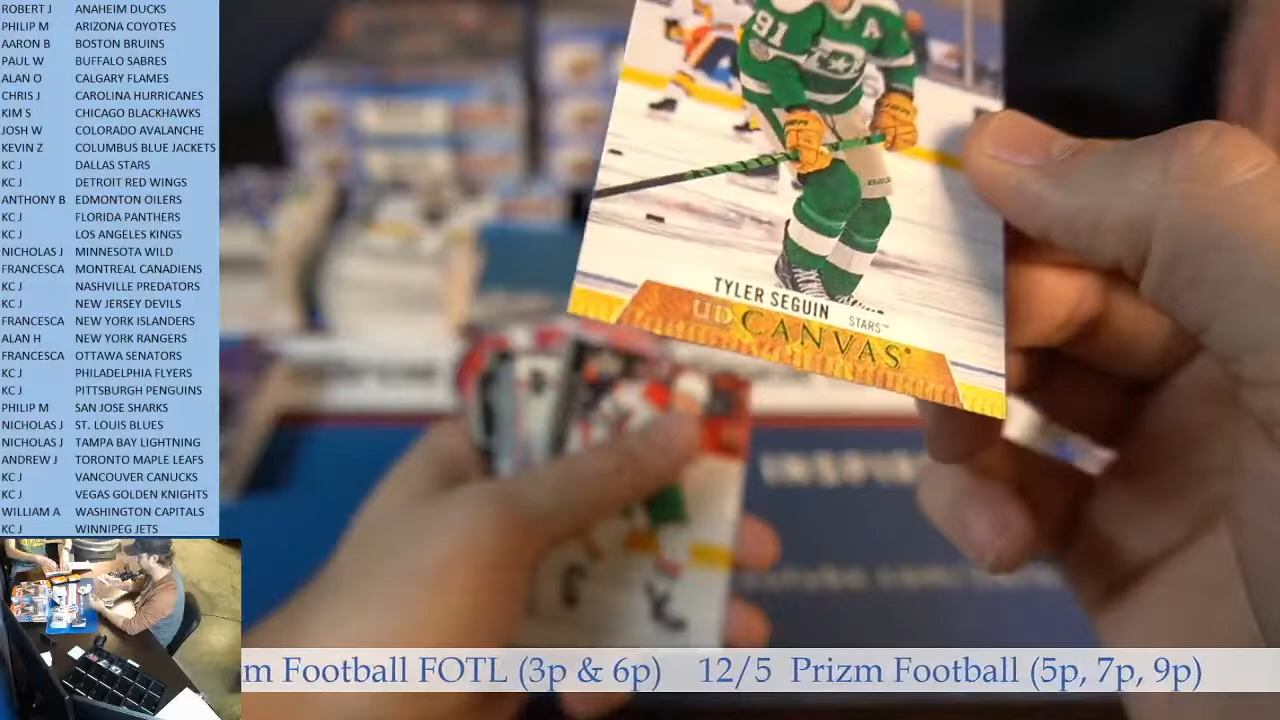 ROBERT J ANAHEIM DUCKS
PHILIP M ARIZONA COYOTES
AARON B BOSTON BRUINS
PAUL W BUFFALO SABRES
ALAN O CALGARY FLAMES
CHRIS J CAROLINA HURRICANES
KIM S CHICAGO BLACKHAWKS
JOSH W COLORADO AVALANCHE
KEVIN Z COLUMBUS BLUE JACKETS
KC J DALLAS STARS
KC J DETROIT RED WINGS
ANTHONY B EDMONTON OILERS
KC J FLORIDA PANTHERS
KC J LOS ANGELES KINGS
NICHOLAS J MINNESOTA WILD
FRANCESCA MONTREAL CANADIENS
KC J NASHVILLE PREDATORS
KC J NEW JERSEY DEVILS
FRANCESCA NEW YORK ISLANDERS
ALAN H NEW YORK RANGERS
FRANCESCA OTTAWA SENATORS
KC J PHILADELPHIA FLYERS
KC J PITTSBURGH PENGUINS
PHILIP M SAN JOSE SHARKS
NICHOLAS J ST. LOUIS BLUES
NICHOLAS J TAMPA BAY LIGHTNING
ANDREW J TORONTO MAPLE LEAFS
KC J VANCOUVER CANUCKS
KC J VEGAS GOLDEN KNIGHTS
WILLIAM A WASHINGTON CAPITALS
KC J WINNIPEG JETS
91 A
TYLER SEGUIN STARS™
UD CANVAS®
m Football FOTL (3p & 6p) 12/5 Prizm Football (5p, 7p, 9p)